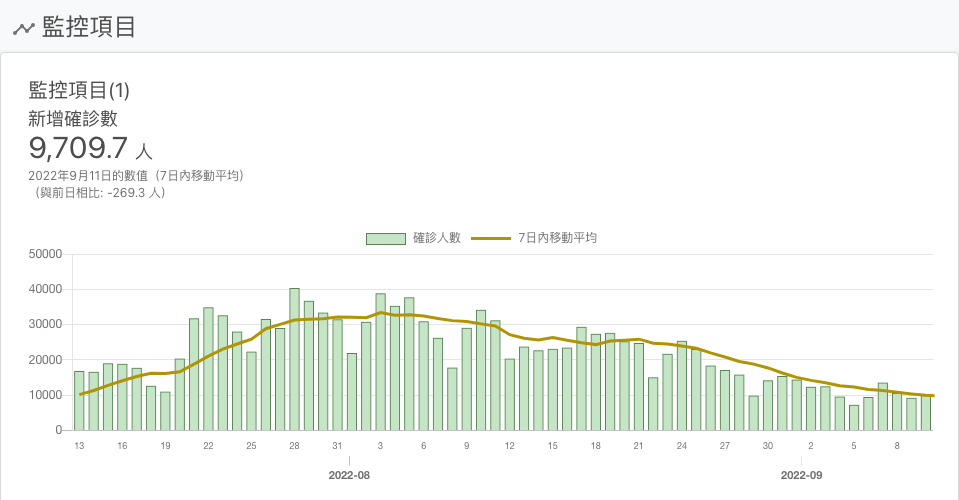 監控項目
監控項目(1)
新增確診數
9,709.7 人
2022年9月11日的數值（7日內移動平均）
（與前日相比: -269.3 人）
確診人數 7日內移動平均
50000
40000
30000
20000
10000
0
13 16 19 22 25 28 31 3 6 9 12 15 18 21 24 27 30 2 5 8
2022-08 2022-09